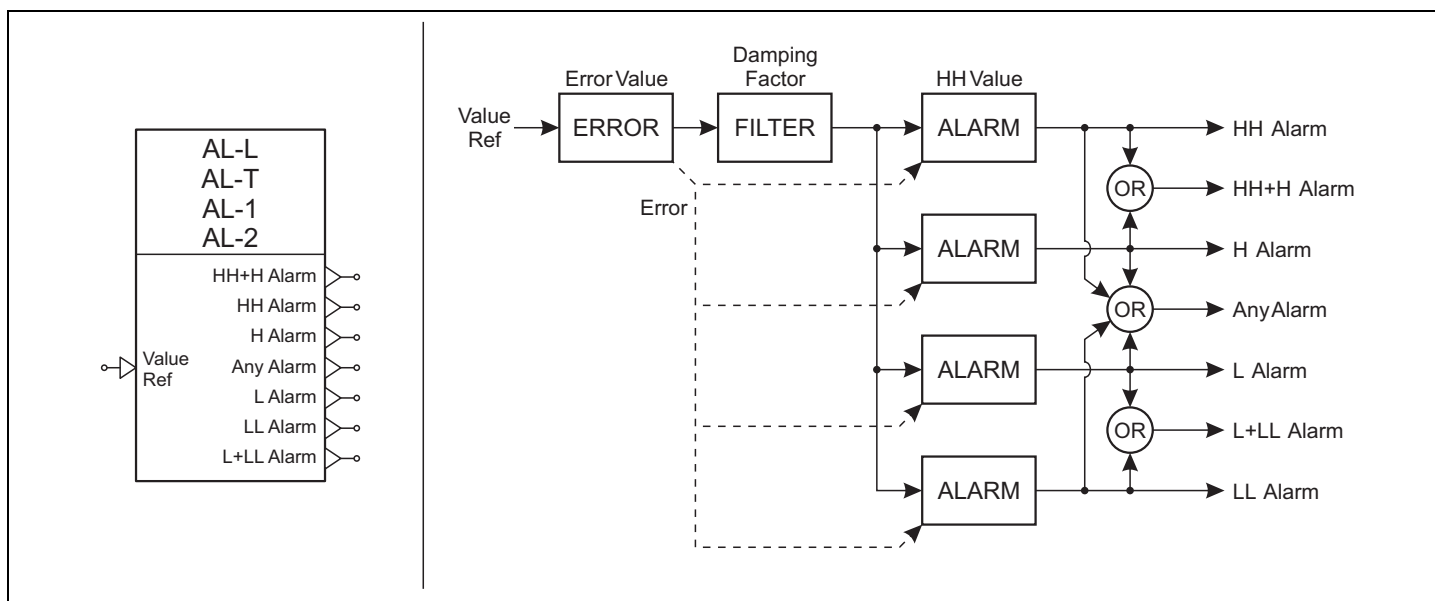 AL-L
AL-T
AL-1
AL-2
HH+H Alarm
HH Alarm
H Alarm
Any Alarm
L Alarm
LL Alarm
L+LL Alarm
Value
Ref
Error Value
Damping
Factor
HH Value
Value
Ref
ERROR
FILTER
ALARM
HH Alarm
OR
HH+H Alarm
Error
ALARM
H Alarm
OR
Any Alarm
ALARM
L Alarm
OR
L+LL Alarm
ALARM
LL Alarm